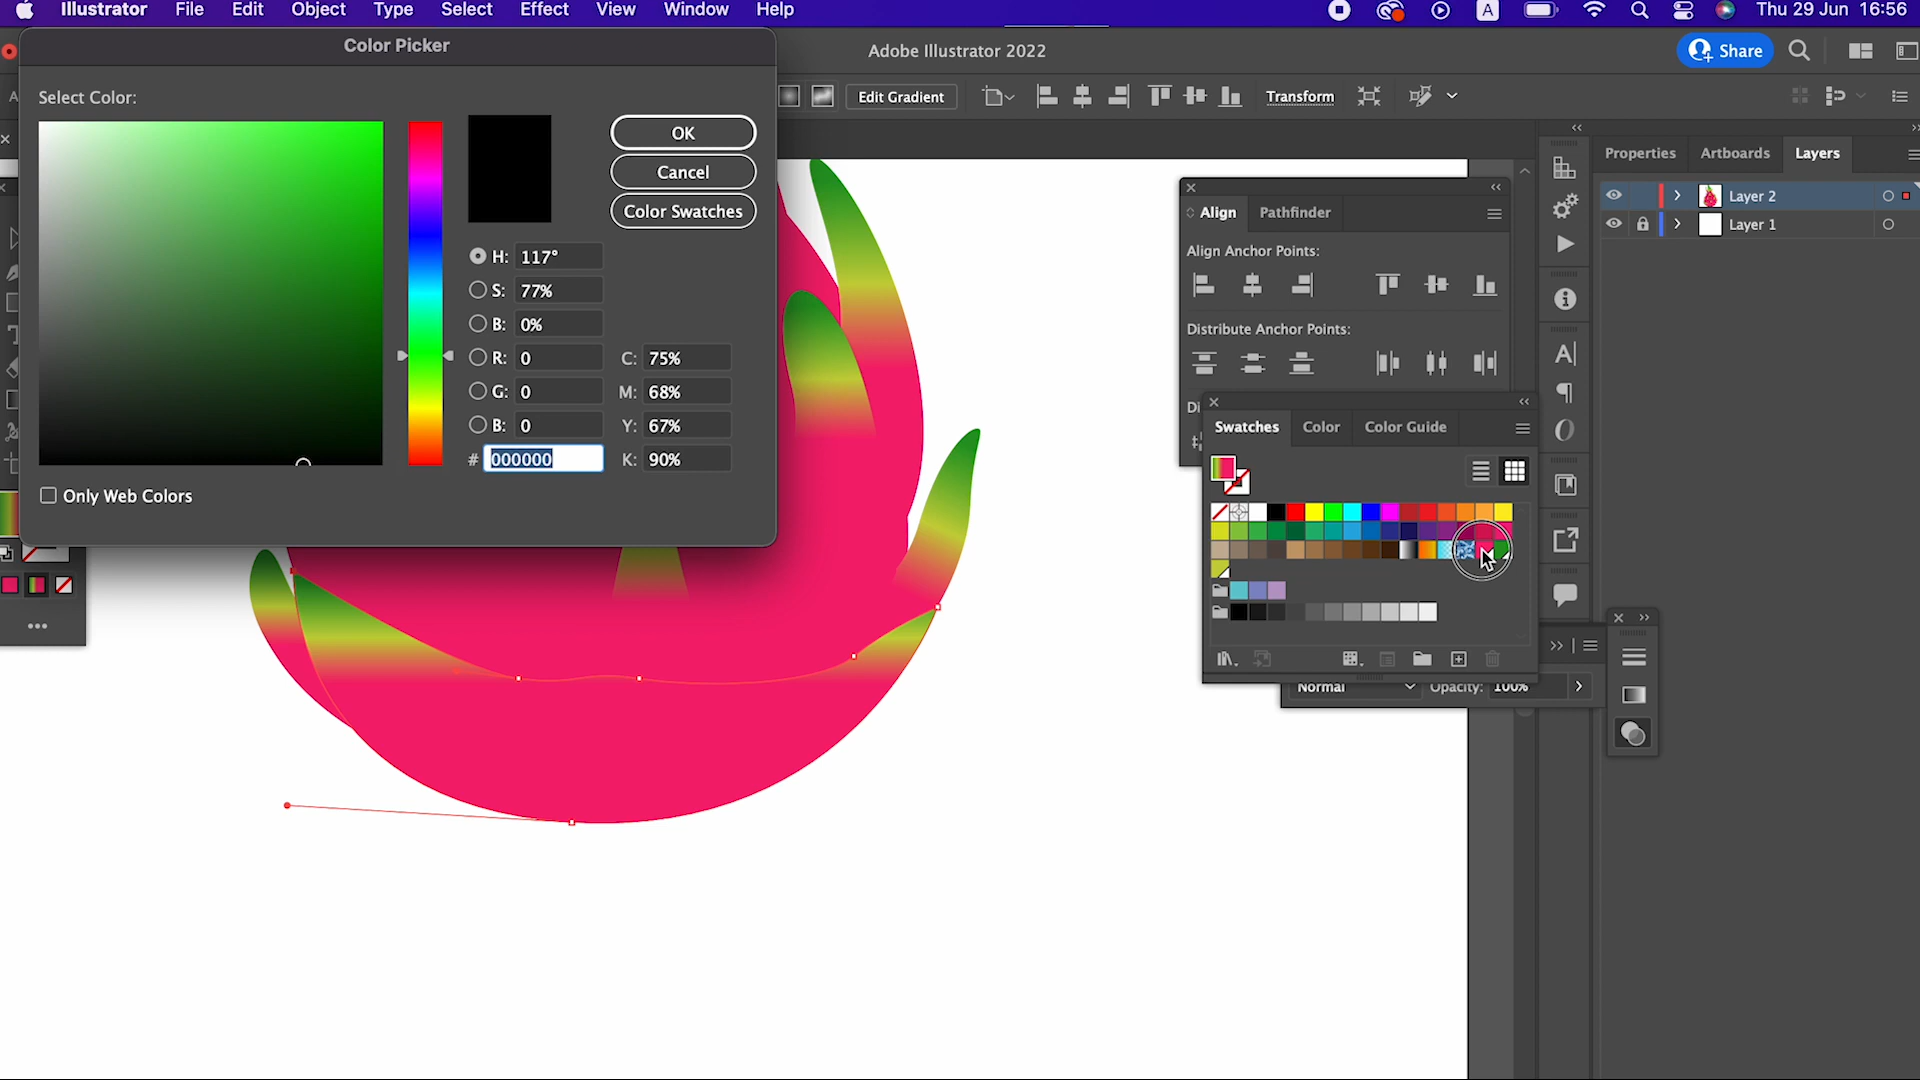 Illustrator File Edit Object Type Select Effect View Window Help A Thu 29 Jun 16:56
Color Picker
Adobe Illustrator 2022
Share
Select Color:
Edit Gradient
Transform
OK
Cancel
Color Swatches
H: 117°
S: 77%
B: 0%
R: 0
G: 0
B: 0
# 000000
C: 75%
M: 68%
Y: 67%
K: 90%
Only Web Colors
Align Pathfinder
Align Anchor Points:
Distribute Anchor Points:
Di
Swatches Color Color Guide
Normal Opacity: 100%
Properties Artboards Layers
Layer 2
Layer 1